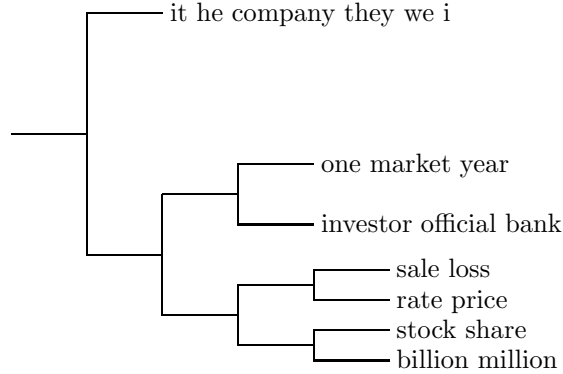 it he company they we i
one market year
investor official bank
sale loss
rate price
stock share
billion million